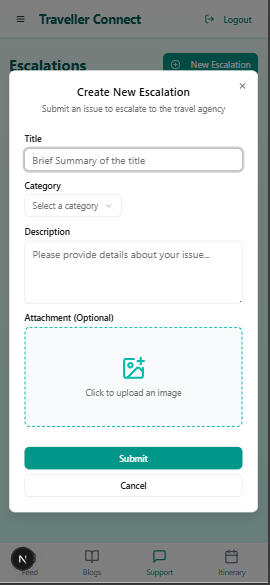 Traveller Connect
Logout
Escalations
New Escalation
Create New Escalation
Submit an issue to escalate to the travel agency
Title
Brief Summary of the title
Category
Select a category
Description
Please provide details about your issue...
Attachment (Optional)
Click to upload an image
Submit
Cancel
N
Feed
Blogs
Support
Itinerary